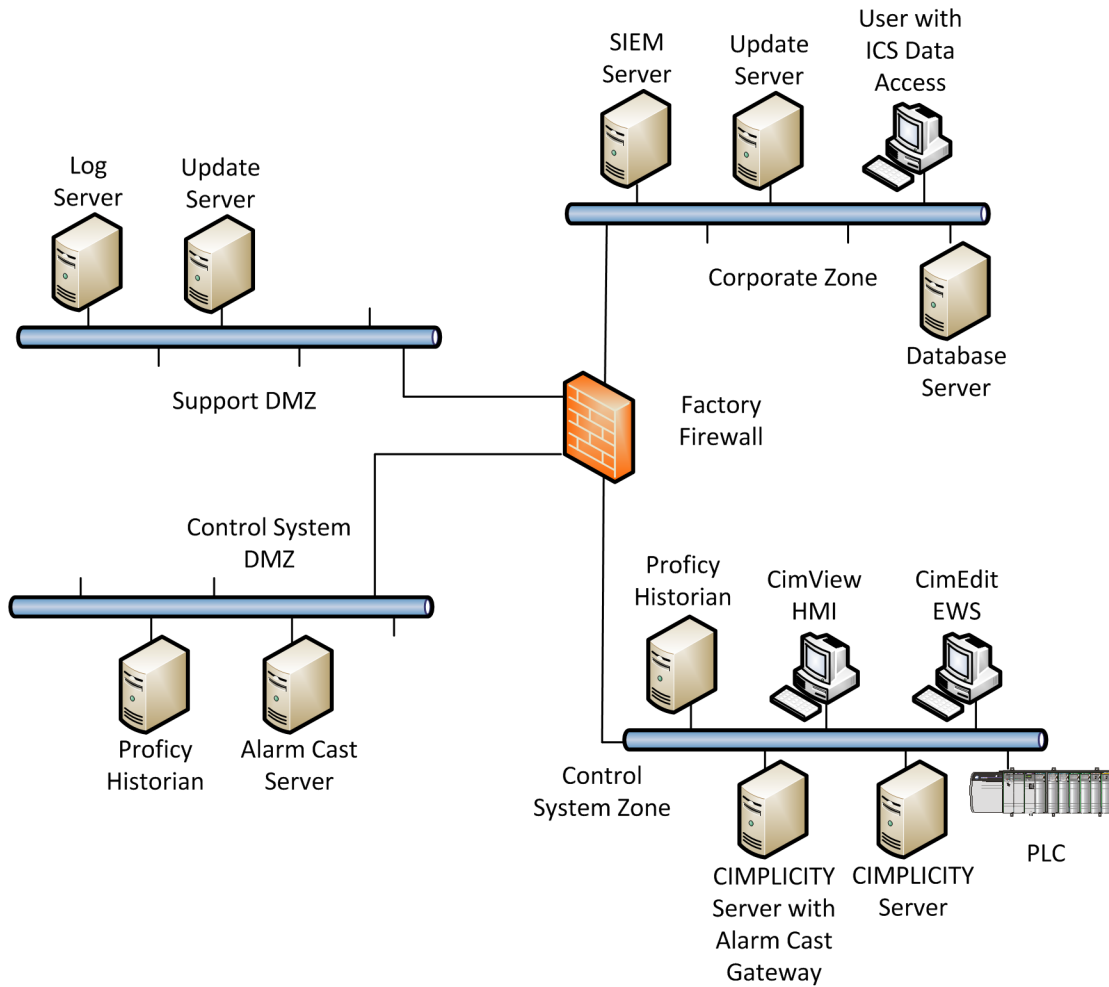 SIEM
Server
Update
Server
User with
ICS Data
Access
Log
Server
Update
Server
Corporate Zone
Database
Server
Support DMZ
Factory
Firewall
Control System
DMZ
Proficy
Historian
CimView
HMI
CimEdit
EWS
Proficy
Historian
Alarm Cast
Server
Control
System Zone
PLC
CIMPLICITY
Server with
Alarm Cast
Gateway
CIMPLICITY
Server